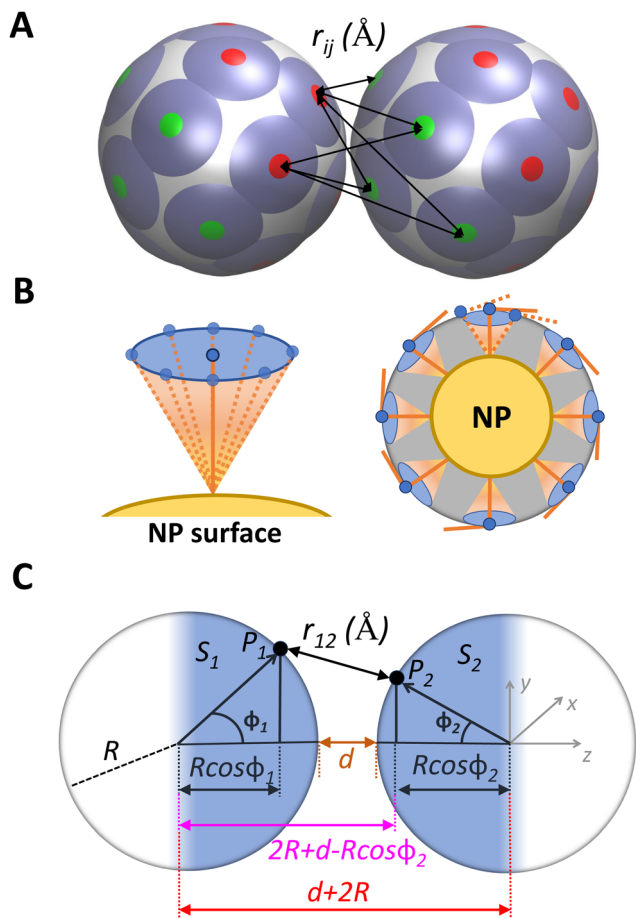 A
r_ij (Å)
B
NP
NP surface
C
r_12 (Å)
P_1
S_1
P_2
S_2
ϕ_1
ϕ_2
y
x
z
R
d
Rcosϕ_1
Rcosϕ_2
2R+d-Rcosϕ_2
d+2R